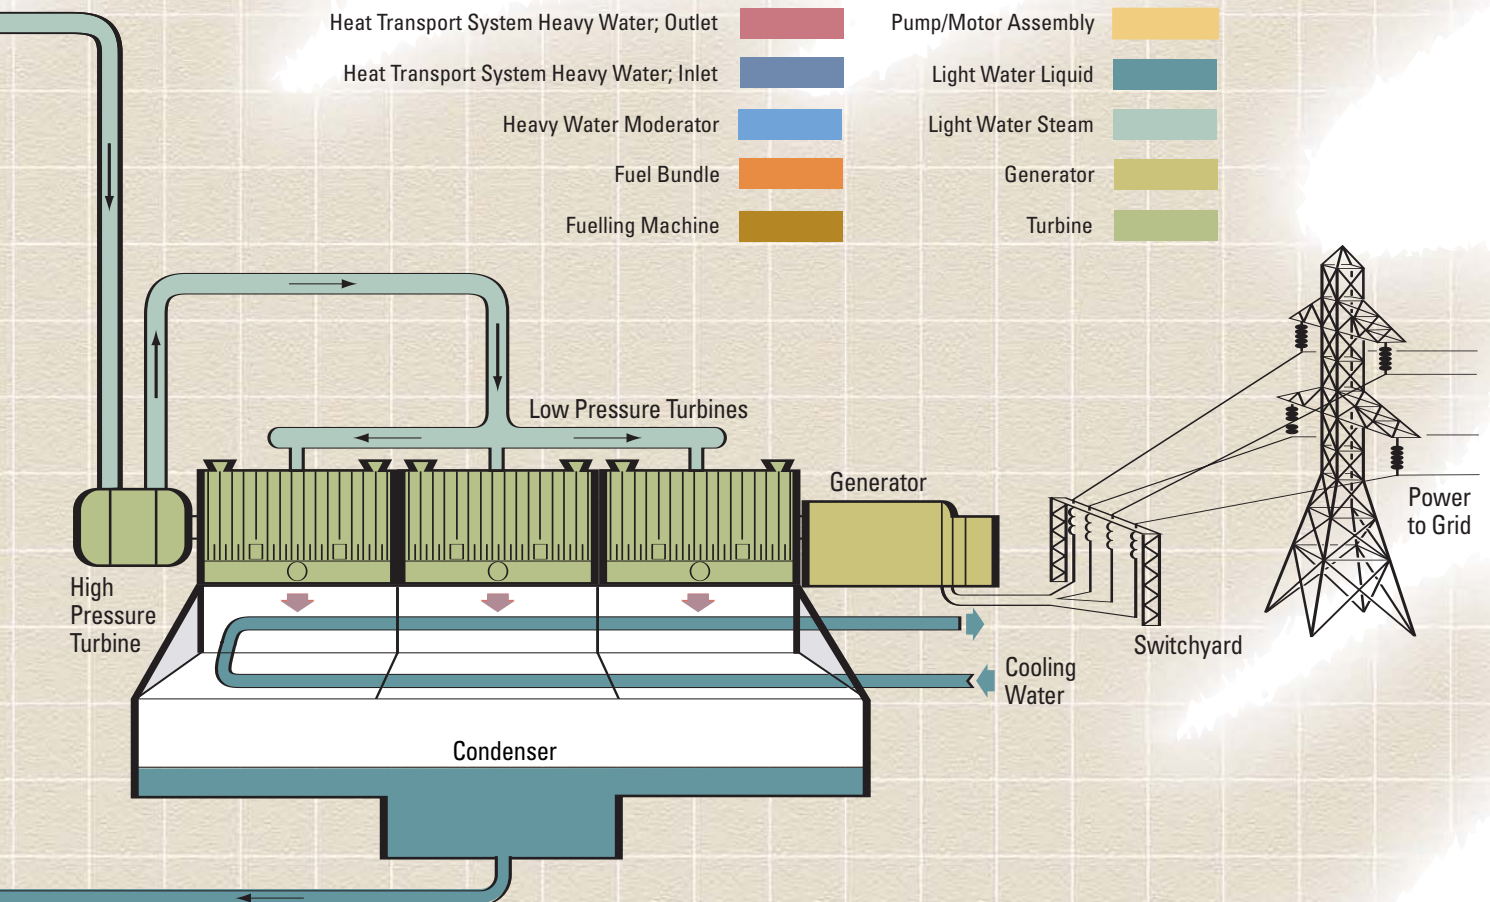 Heat Transport System Heavy Water; Outlet
Heat Transport System Heavy Water; Inlet
Heavy Water Moderator
Fuel Bundle
Fuelling Machine
Pump/Motor Assembly
Light Water Liquid
Light Water Steam
Generator
Turbine
Low Pressure Turbines
Generator
Power
to Grid
High
Pressure
Turbine
Switchyard
Cooling
Water
Condenser